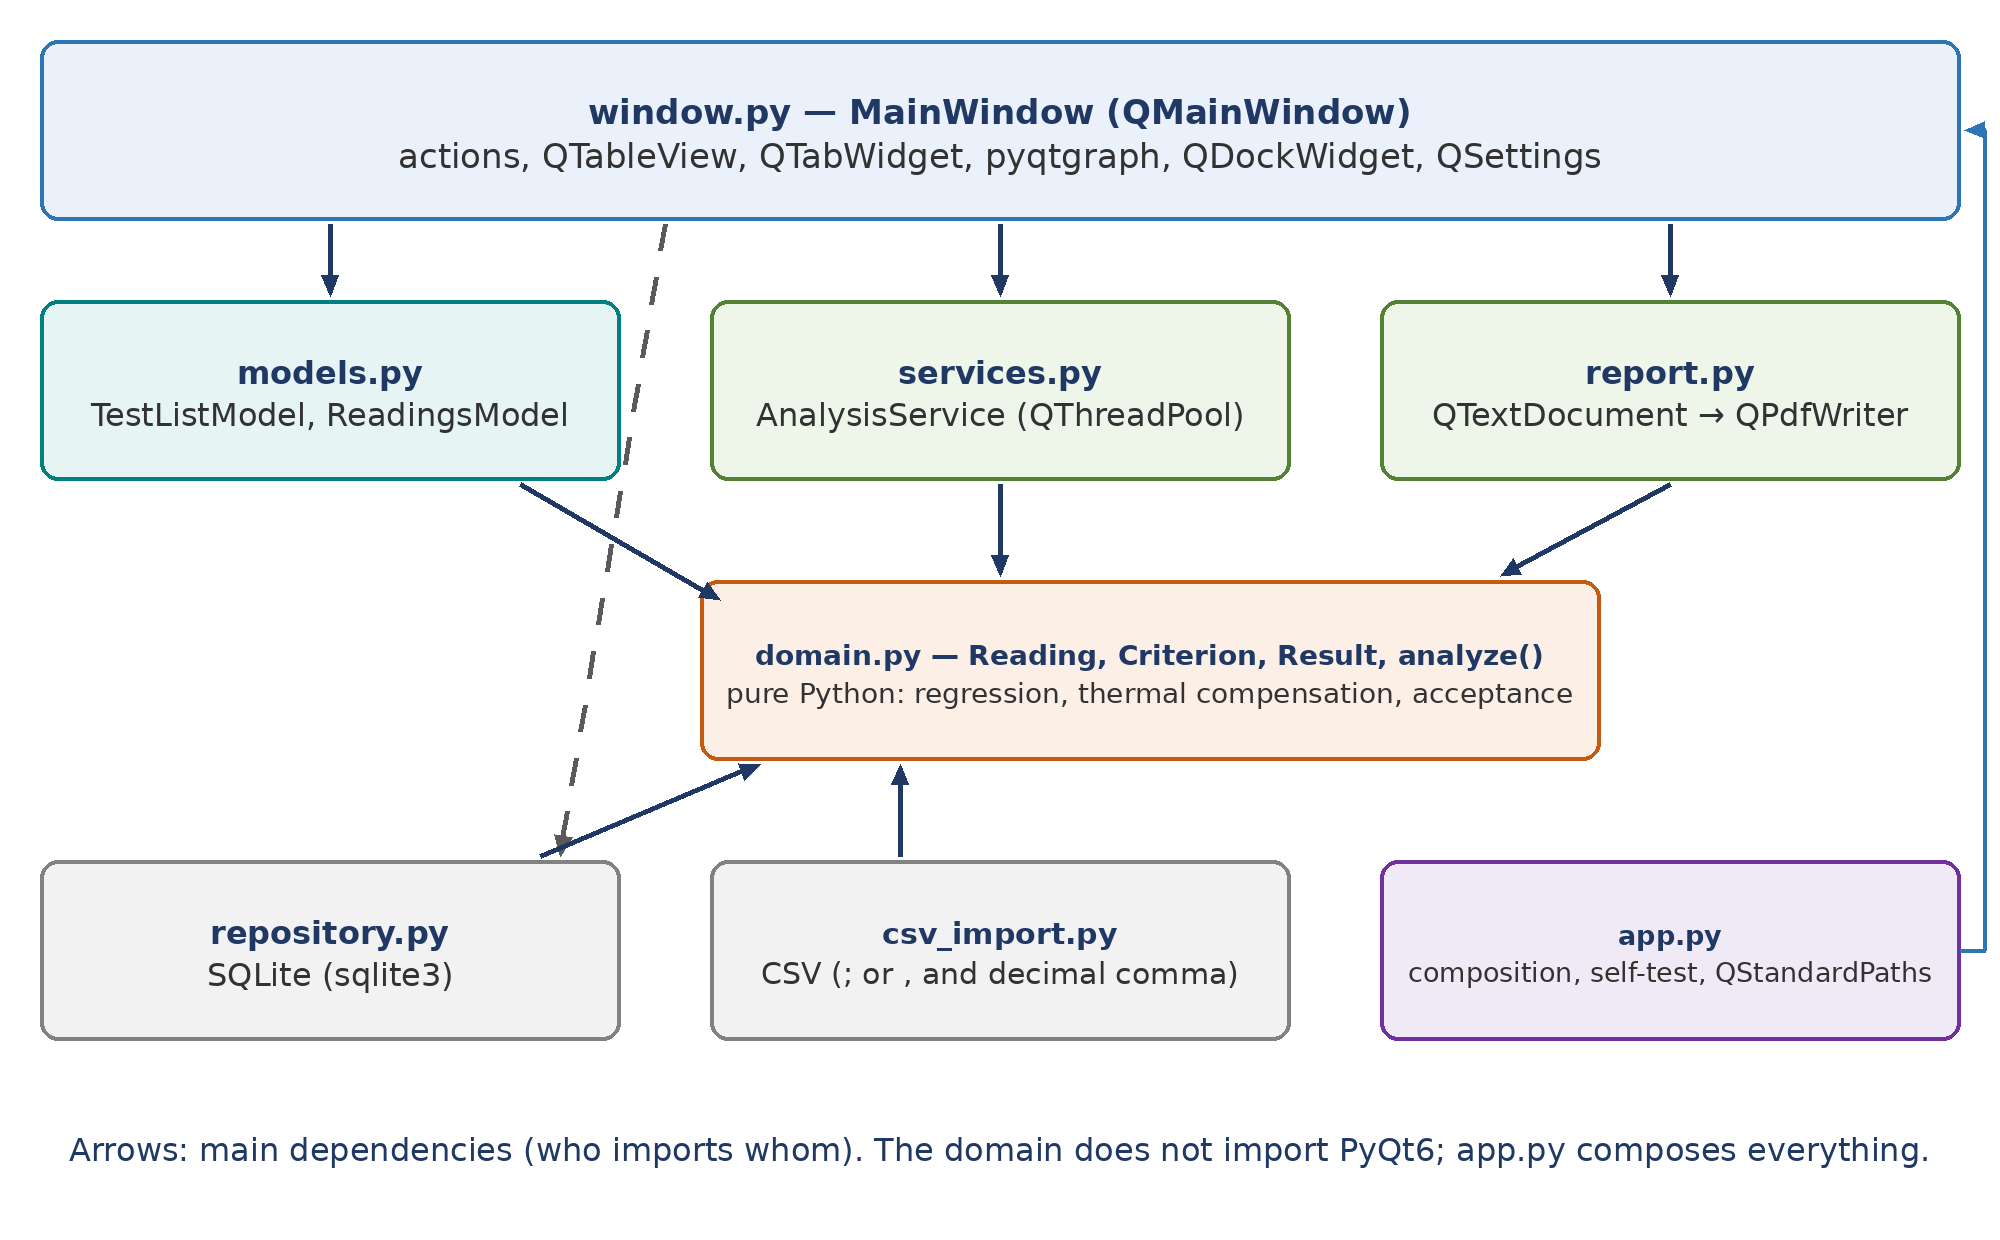 window.py — MainWindow (QMainWindow)
actions, QTableView, QTabWidget, pyqtgraph, QDockWidget, QSettings
models.py
TestListModel, ReadingsModel
services.py
AnalysisService (QThreadPool)
report.py
QTextDocument → QPdfWriter
domain.py — Reading, Criterion, Result, analyze()
pure Python: regression, thermal compensation, acceptance
repository.py
SQLite (sqlite3)
csv_import.py
CSV (; or , and decimal comma)
app.py
composition, self-test, QStandardPaths
Arrows: main dependencies (who imports whom). The domain does not import PyQt6; app.py composes everything.